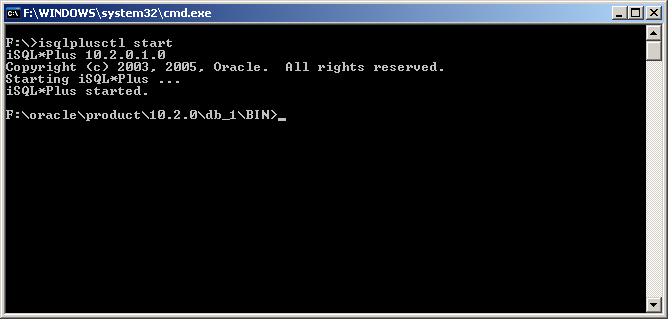 F:\WINDOWS\system32\cmd.exe
F:\>isqlplusctl start
iSQL*Plus 10.2.0.1.0
Copyright (c) 2003, 2005, Oracle.  All rights reserved.
Starting iSQL*Plus ...
iSQL*Plus started.
F:\oracle\product\10.2.0\db_1\BIN>_